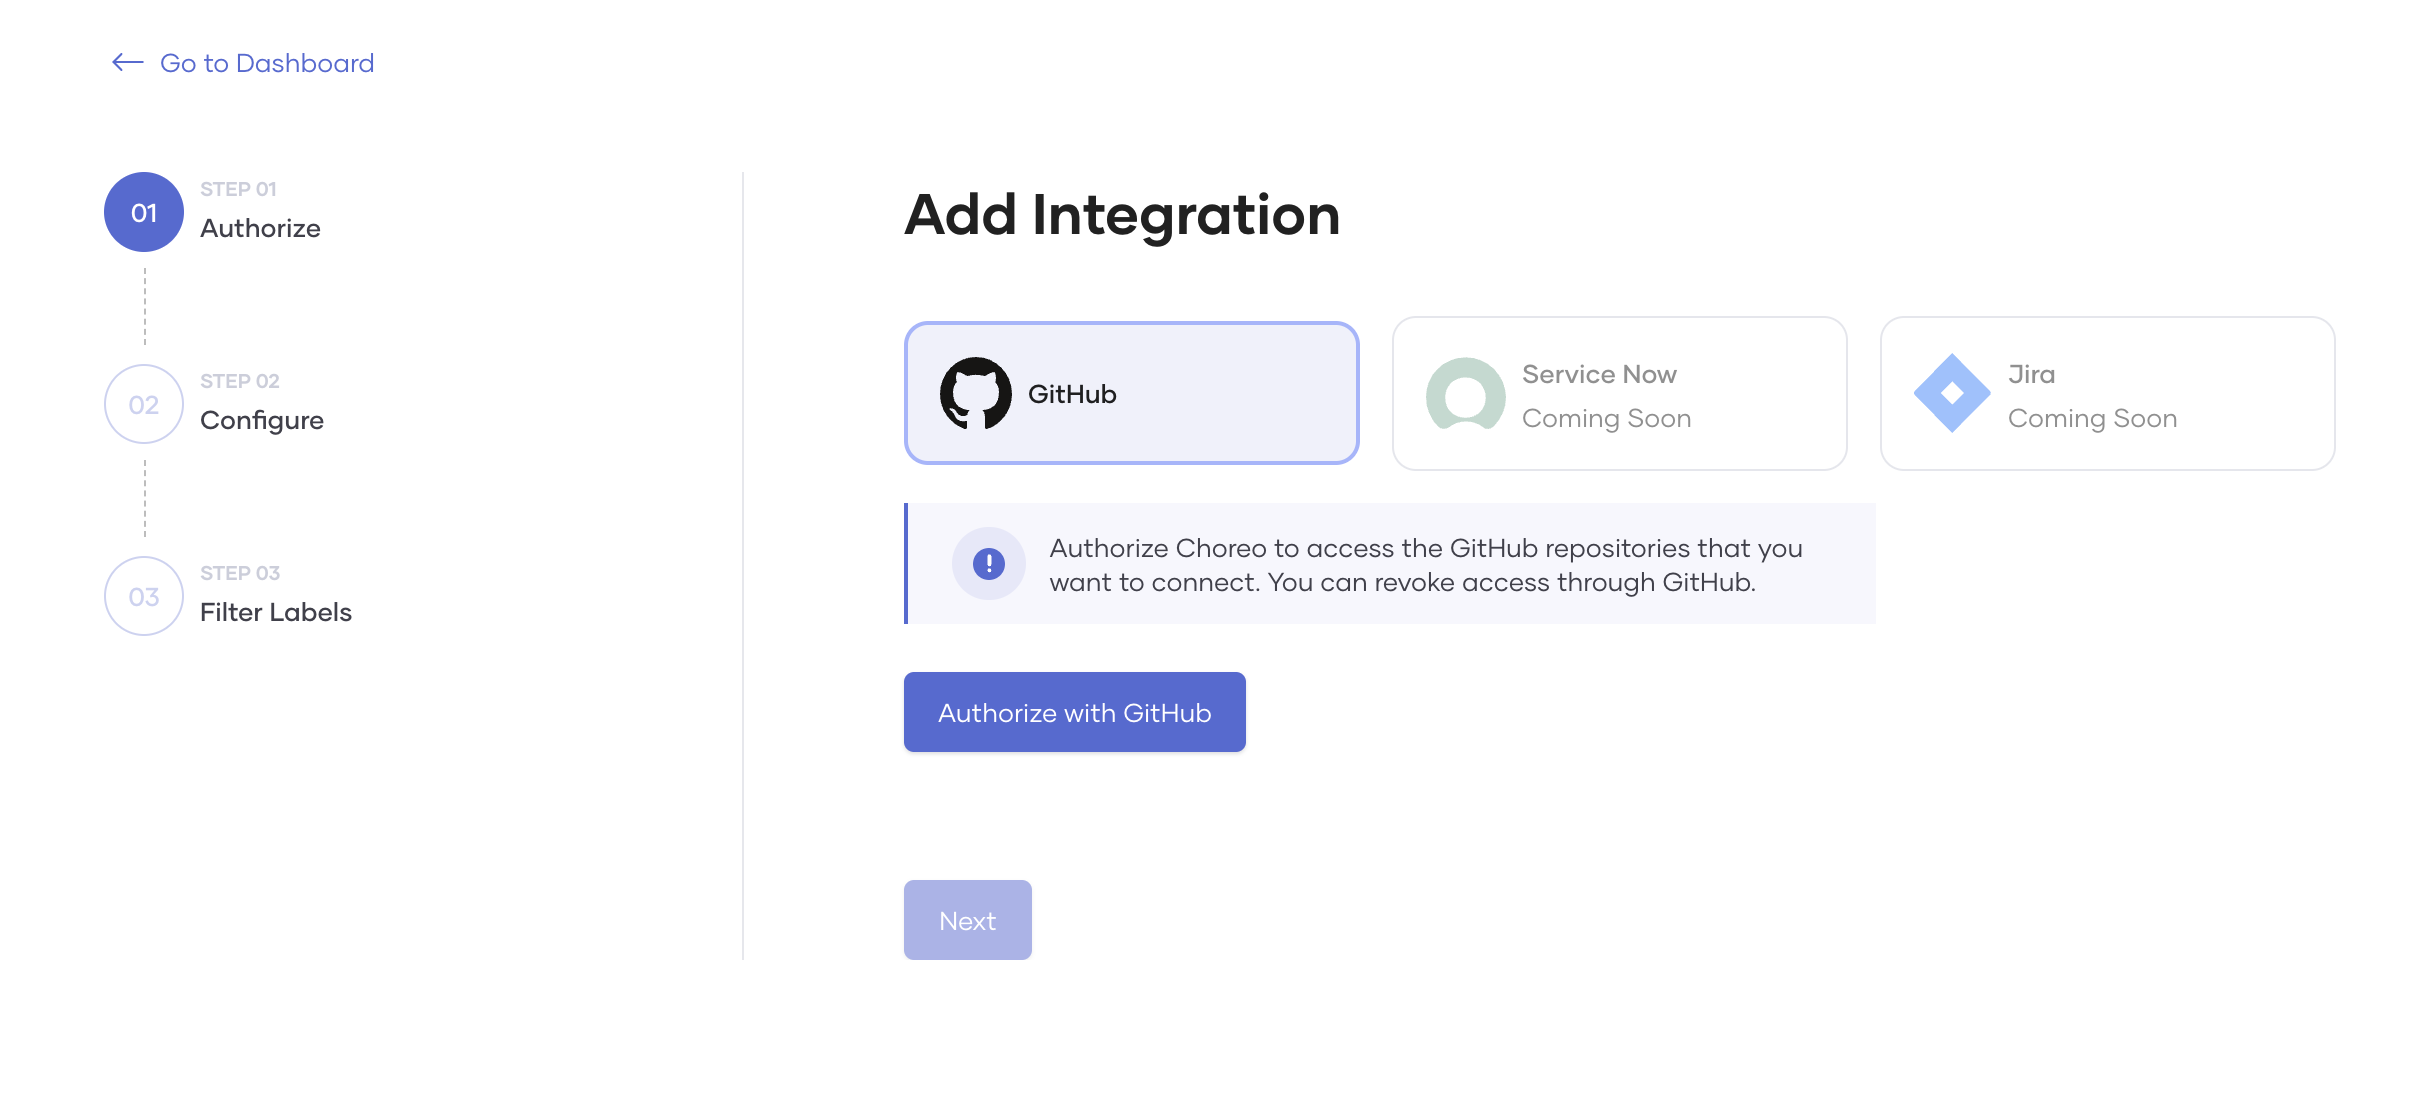 Go to Dashboard
01
STEP 01
Authorize
02
STEP 02
Configure
03
STEP 03
Filter Labels
Add Integration
GitHub
Service Now
Coming Soon
Jira
Coming Soon
Authorize Choreo to access the GitHub repositories that you
want to connect. You can revoke access through GitHub.
Authorize with GitHub
Next